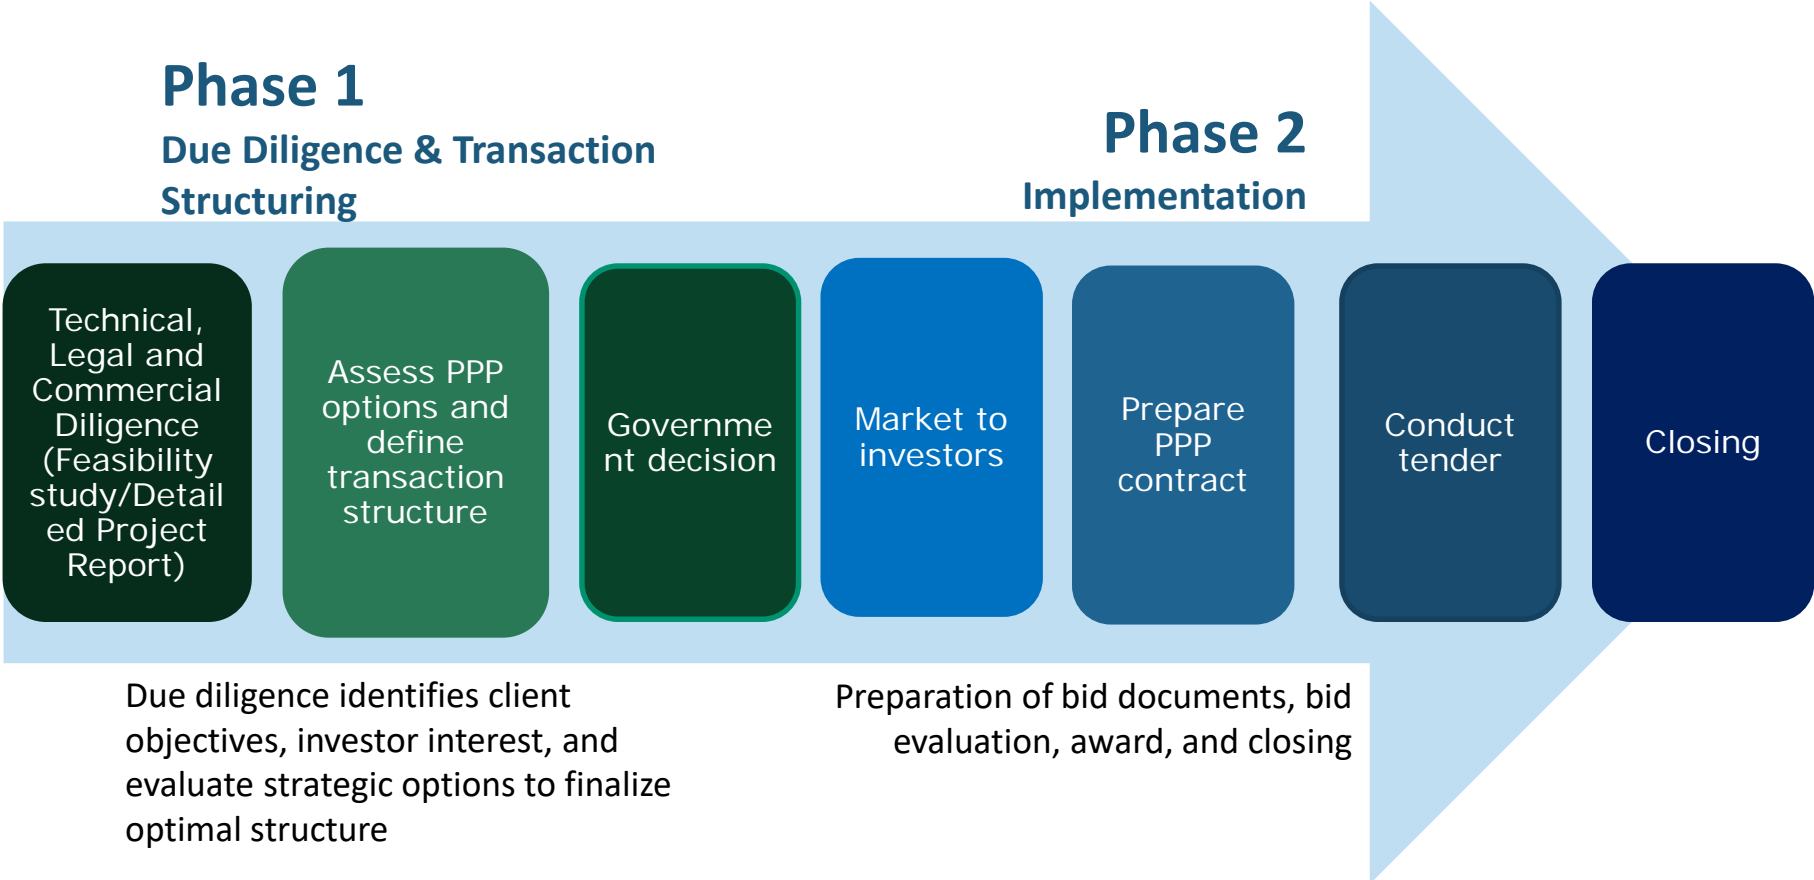 Phase 1
Due Diligence & Transaction
Structuring
Phase 2
Implementation
Technical,
Legal and
Commercial
Diligence
(Feasibility
study/Detail
ed Project
Report)
Assess PPP
options and
define
transaction
structure
Governme
nt decision
Market to
investors
Prepare
PPP
contract
Conduct
tender
Closing
Due diligence identifies client
objectives, investor interest, and
evaluate strategic options to finalize
optimal structure
Preparation of bid documents, bid
evaluation, award, and closing